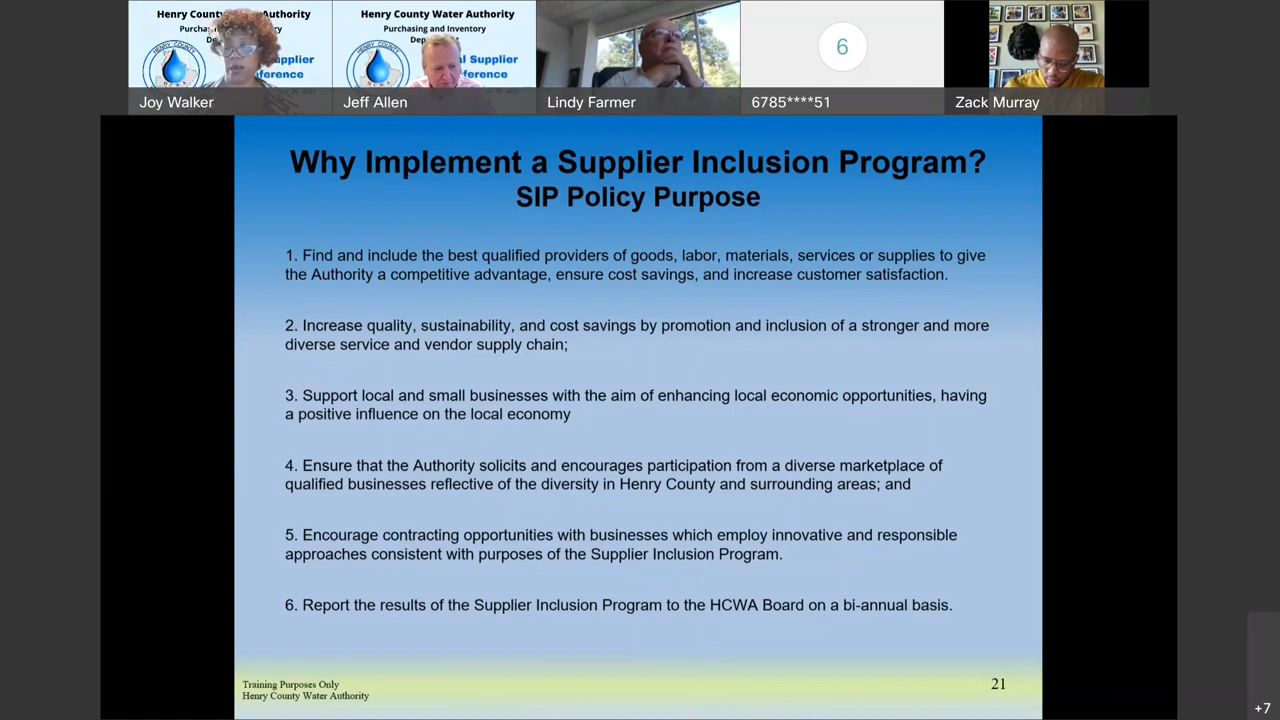 Henry County Water Authority
Purchasing and Inventory
HENRY COUNTY
Supplier
Conference
Joy Walker
Henry County Water Authority
Purchasing and Inventory
Department
HENRY COUNTY
Supplier
Conference
Jeff Allen
Lindy Farmer
6
6785****51
Zack Murray
Why Implement a Supplier Inclusion Program?
SIP Policy Purpose
1. Find and include the best qualified providers of goods, labor, materials, services or supplies to give
the Authority a competitive advantage, ensure cost savings, and increase customer satisfaction.
2. Increase quality, sustainability, and cost savings by promotion and inclusion of a stronger and more
diverse service and vendor supply chain;
3. Support local and small businesses with the aim of enhancing local economic opportunities, having
a positive influence on the local economy
4. Ensure that the Authority solicits and encourages participation from a diverse marketplace of
qualified businesses reflective of the diversity in Henry County and surrounding areas; and
5. Encourage contracting opportunities with businesses which employ innovative and responsible
approaches consistent with purposes of the Supplier Inclusion Program.
6. Report the results of the Supplier Inclusion Program to the HCWA Board on a bi-annual basis.
Training Purposes Only
Henry County Water Authority
21
+7